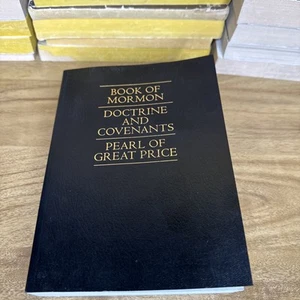 BOOK OF
MORMON
DOCTRINE
AND
COVENANTS
PEARL OF
GREAT PRICE